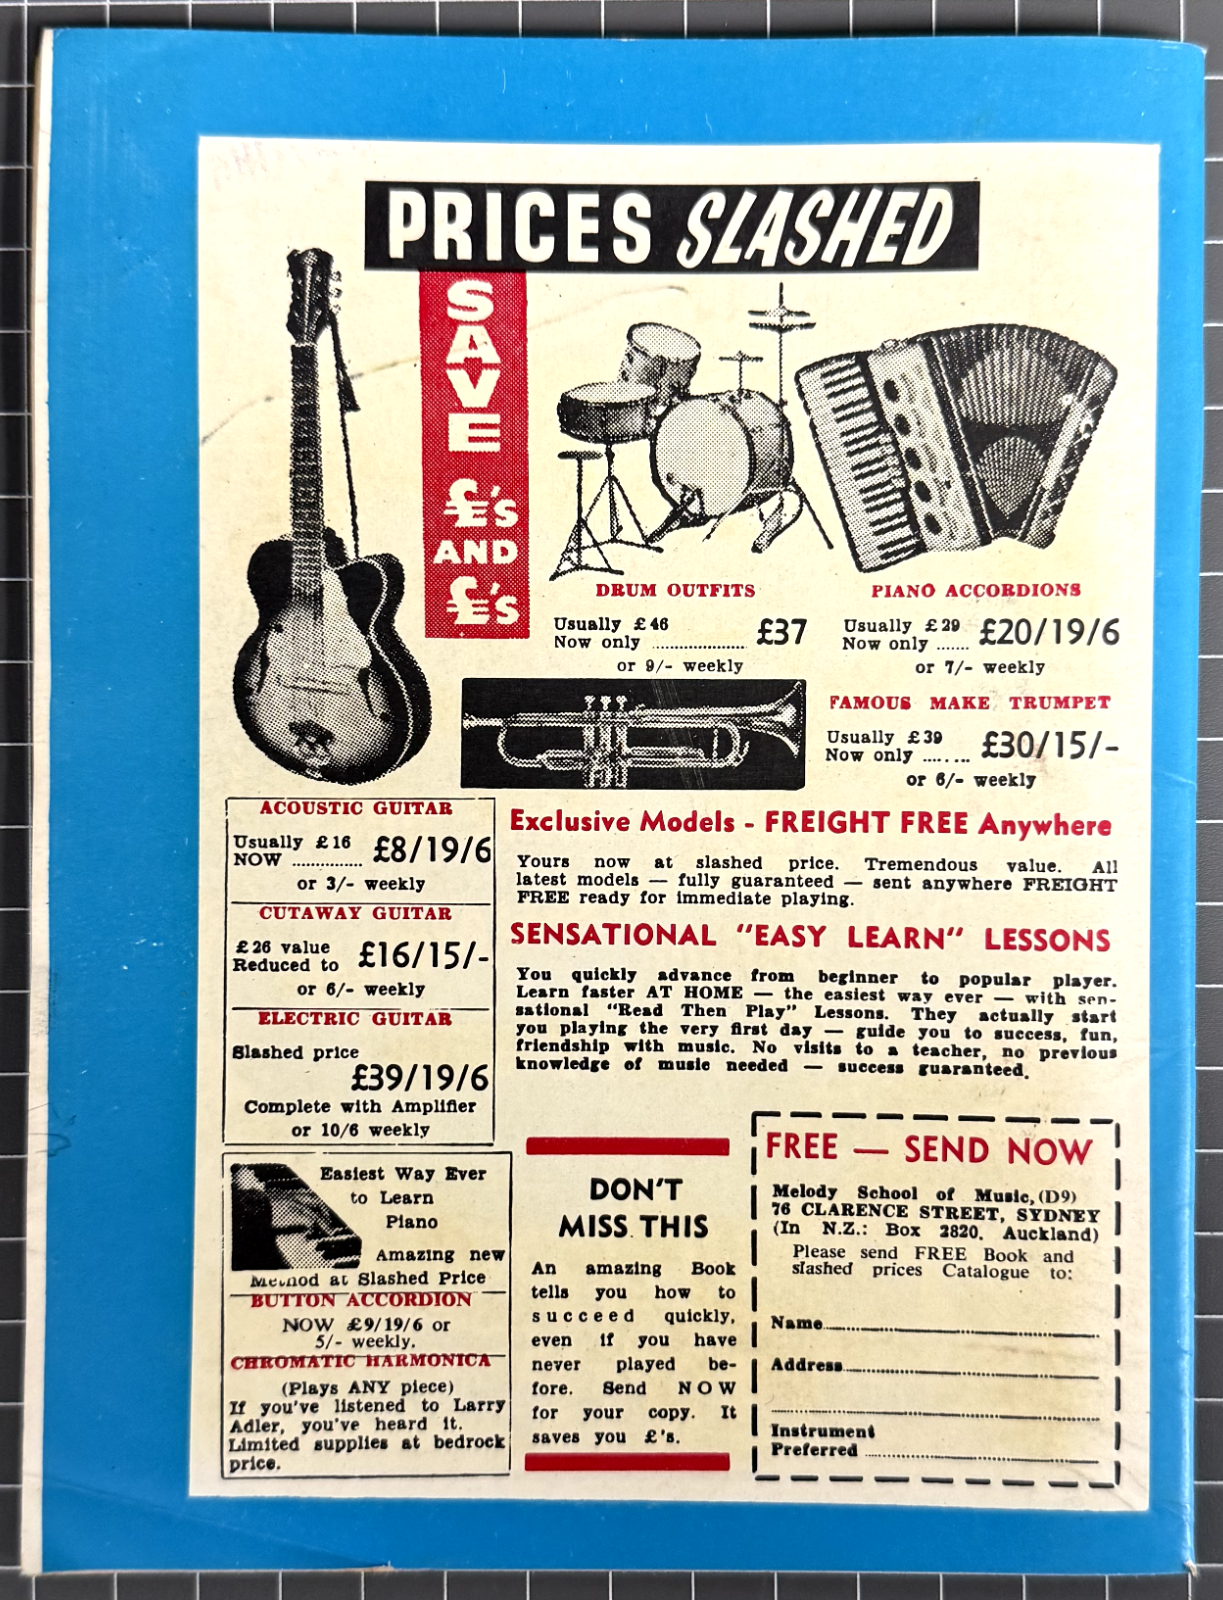 PRICES SLASHED
SAVE
£'s
AND
£'s
DRUM OUTFITS
Usually £46
Now only ...................... £37
or 9/- weekly
PIANO ACCORDIONS
Usually £29
Now only ....... £20/19/6
or 7/- weekly
FAMOUS MAKE TRUMPET
Usually £39
Now only ........ £30/15/-
or 6/- weekly
ACOUSTIC GUITAR
Usually £16
NOW .............. £8/19/6
or 3/- weekly
CUTAWAY GUITAR
£26 value
Reduced to £16/15/-
or 6/- weekly
ELECTRIC GUITAR
Slashed price
£39/19/6
Complete with Amplifier
or 10/6 weekly
Exclusive Models - FREIGHT FREE Anywhere
Yours now at slashed price. Tremendous value. All
latest models — fully guaranteed — sent anywhere FREIGHT
FREE ready for immediate playing.
SENSATIONAL "EASY LEARN" LESSONS
You quickly advance from beginner to popular player.
Learn faster AT HOME — the easiest way ever — with sen-
sational "Read Then Play" Lessons. They actually start
you playing the very first day — guide you to success, fun,
friendship with music. No visits to a teacher, no previous
knowledge of music needed — success guaranteed.
Easiest Way Ever
to Learn
Piano
Amazing new
Method at Slashed Price
BUTTON ACCORDION
NOW £9/19/6 or
5/- weekly.
CHROMATIC HARMONICA
(Plays ANY piece)
If you've listened to Larry
Adler, you've heard it.
Limited supplies at bedrock
price.
DON'T
MISS THIS
An amazing Book
tells you how to
succeed quickly,
even if you have
never played be-
fore. Send NOW
for your copy. It
saves you £'s.
FREE — SEND NOW
Melody School of Music, (D9)
76 CLARENCE STREET, SYDNEY
(In N.Z.: Box 2820, Auckland)
Please send FREE Book and
slashed prices Catalogue to:
Name
Address
Instrument
Preferred